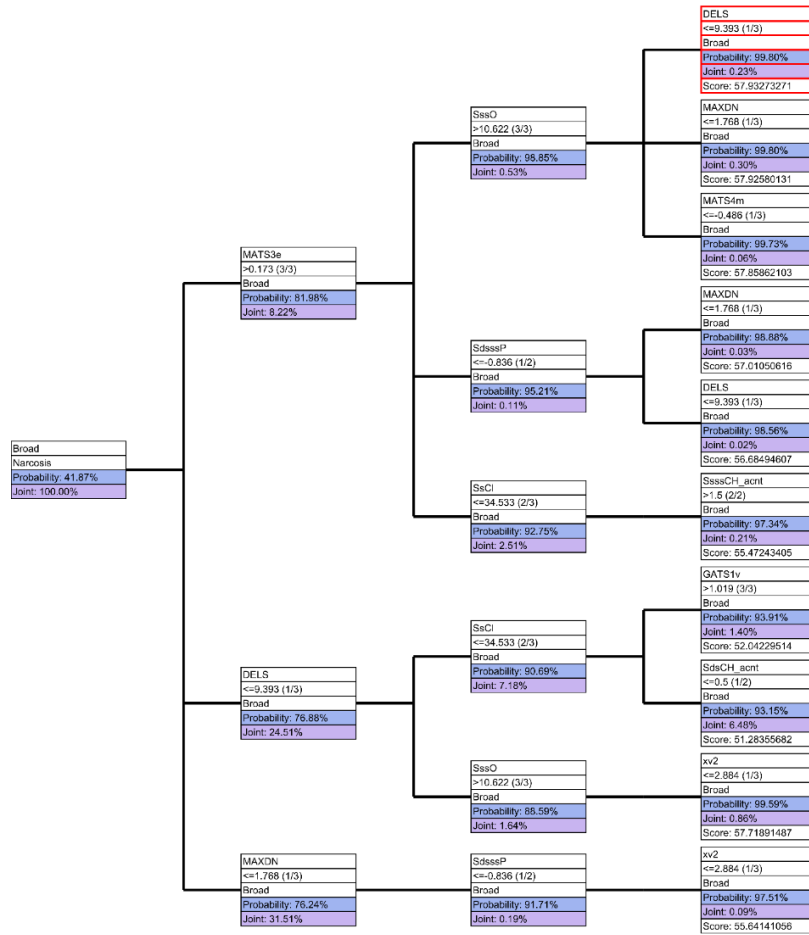 DELS
<=9.393 (1/3)
Broad
Probability: 99.80%
Joint: 0.23%
Score: 57.93273271
MAXDN
<=1.768 (1/3)
Broad
Probability: 99.80%
Joint: 0.30%
Score: 57.92580131
MATS4m
<=-0.486 (1/3)
Broad
Probability: 99.73%
Joint: 0.06%
Score: 57.85862103
SssO
>10.622 (3/3)
Broad
Probability: 98.85%
Joint: 0.53%
MATS3e
>0.173 (3/3)
Broad
Probability: 81.98%
Joint: 8.22%
MAXDN
<=1.768 (1/3)
Broad
Probability: 98.88%
Joint: 0.03%
Score: 57.01050616
SdsssP
<=-0.836 (1/2)
Broad
Probability: 95.21%
Joint: 0.11%
DELS
<=9.393 (1/3)
Broad
Probability: 98.56%
Joint: 0.02%
Score: 56.68494607
Broad
Narcosis
Probability: 41.87%
Joint: 100.00%
SsCl
<=34.533 (2/3)
Broad
Probability: 92.75%
Joint: 2.51%
SsssCH_acnt
>1.5 (2/2)
Broad
Probability: 97.34%
Joint: 0.21%
Score: 55.47243405
GATS1v
>1.019 (3/3)
Broad
Probability: 93.91%
Joint: 1.40%
Score: 52.04229514
SsCl
<=34.533 (2/3)
Broad
Probability: 90.69%
Joint: 7.18%
DELS
<=9.393 (1/3)
Broad
Probability: 76.88%
Joint: 24.51%
SdsCH_acnt
<=0.5 (1/2)
Broad
Probability: 93.15%
Joint: 6.48%
Score: 51.28355682
SssO
>10.622 (3/3)
Broad
Probability: 88.59%
Joint: 1.64%
xv2
<=2.884 (1/3)
Broad
Probability: 99.59%
Joint: 0.86%
Score: 57.71891487
MAXDN
<=1.768 (1/3)
Broad
Probability: 76.24%
Joint: 31.51%
SdsssP
<=-0.836 (1/2)
Broad
Probability: 91.71%
Joint: 0.19%
xv2
<=2.884 (1/3)
Broad
Probability: 97.51%
Joint: 0.09%
Score: 55.64141056